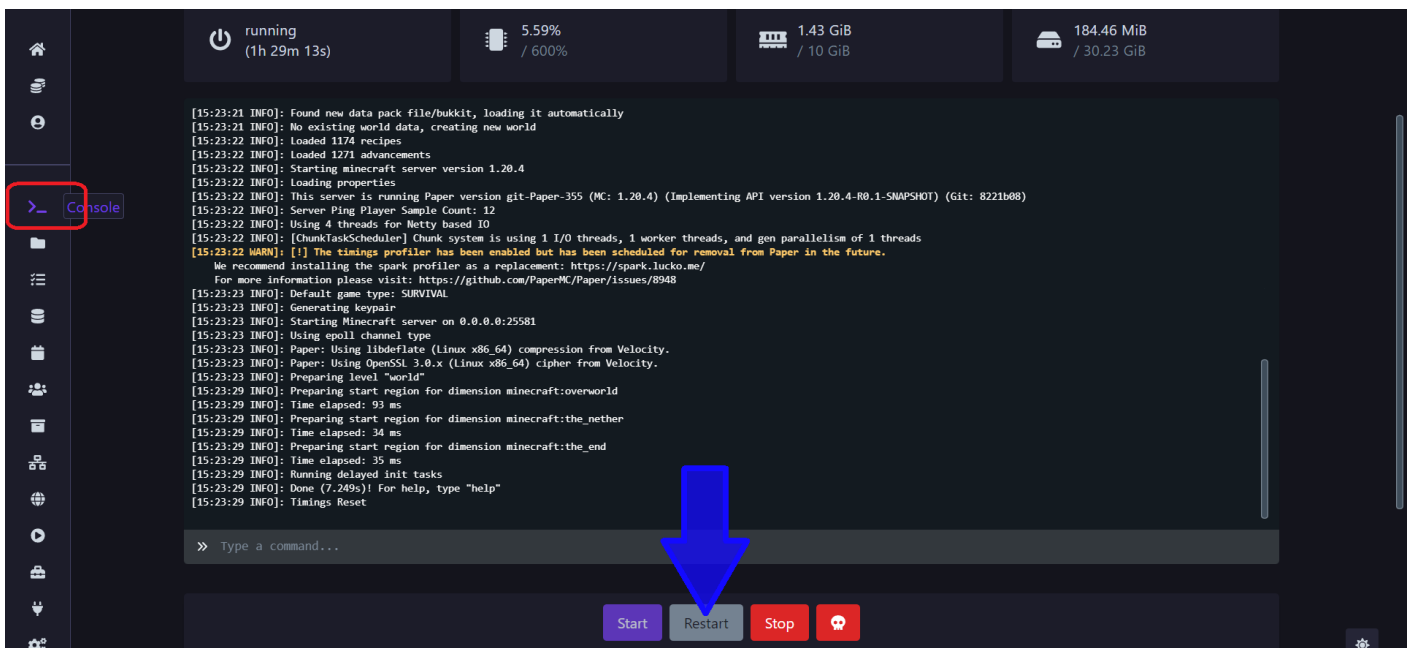 running
(1h 29m 13s)
5.59%
/ 600%
1.43 GiB
/ 10 GiB
184.46 MiB
/ 30.23 GiB
Console
[15:23:21 INFO]: Found new data pack file/bukkit, loading it automatically
[15:23:21 INFO]: No existing world data, creating new world
[15:23:22 INFO]: Loaded 1174 recipes
[15:23:22 INFO]: Loaded 1271 advancements
[15:23:22 INFO]: Starting minecraft server version 1.20.4
[15:23:22 INFO]: Loading properties
[15:23:22 INFO]: This server is running Paper version git-Paper-355 (MC: 1.20.4) (Implementing API version 1.20.4-R0.1-SNAPSHOT) (Git: 8221b08)
[15:23:22 INFO]: Server Ping Player Sample Count: 12
[15:23:22 INFO]: Using 4 threads for Netty based IO
[15:23:22 INFO]: [ChunkTaskScheduler] Chunk system is using 1 I/O threads, 1 worker threads, and gen parallelism of 1 threads
[15:23:22 WARN]: [!] The timings profiler has been enabled but has been scheduled for removal from Paper in the future.
We recommend installing the spark profiler as a replacement: https://spark.lucko.me/
For more information please visit: https://github.com/PaperMC/Paper/issues/8948
[15:23:23 INFO]: Default game type: SURVIVAL
[15:23:23 INFO]: Generating keypair
[15:23:23 INFO]: Starting Minecraft server on 0.0.0.0:25581
[15:23:23 INFO]: Using epoll channel type
[15:23:23 INFO]: Paper: Using libdeflate (Linux x86_64) compression from Velocity.
[15:23:23 INFO]: Paper: Using OpenSSL 3.0.x (Linux x86_64) cipher from Velocity.
[15:23:23 INFO]: Preparing level "world"
[15:23:29 INFO]: Preparing start region for dimension minecraft:overworld
[15:23:29 INFO]: Time elapsed: 93 ms
[15:23:29 INFO]: Preparing start region for dimension minecraft:the_nether
[15:23:29 INFO]: Time elapsed: 34 ms
[15:23:29 INFO]: Preparing start region for dimension minecraft:the_end
[15:23:29 INFO]: Time elapsed: 35 ms
[15:23:29 INFO]: Running delayed init tasks
[15:23:29 INFO]: Done (7.249s)! For help, type "help"
[15:23:29 INFO]: Timings Reset
» Type a command...
Start
Restart
Stop